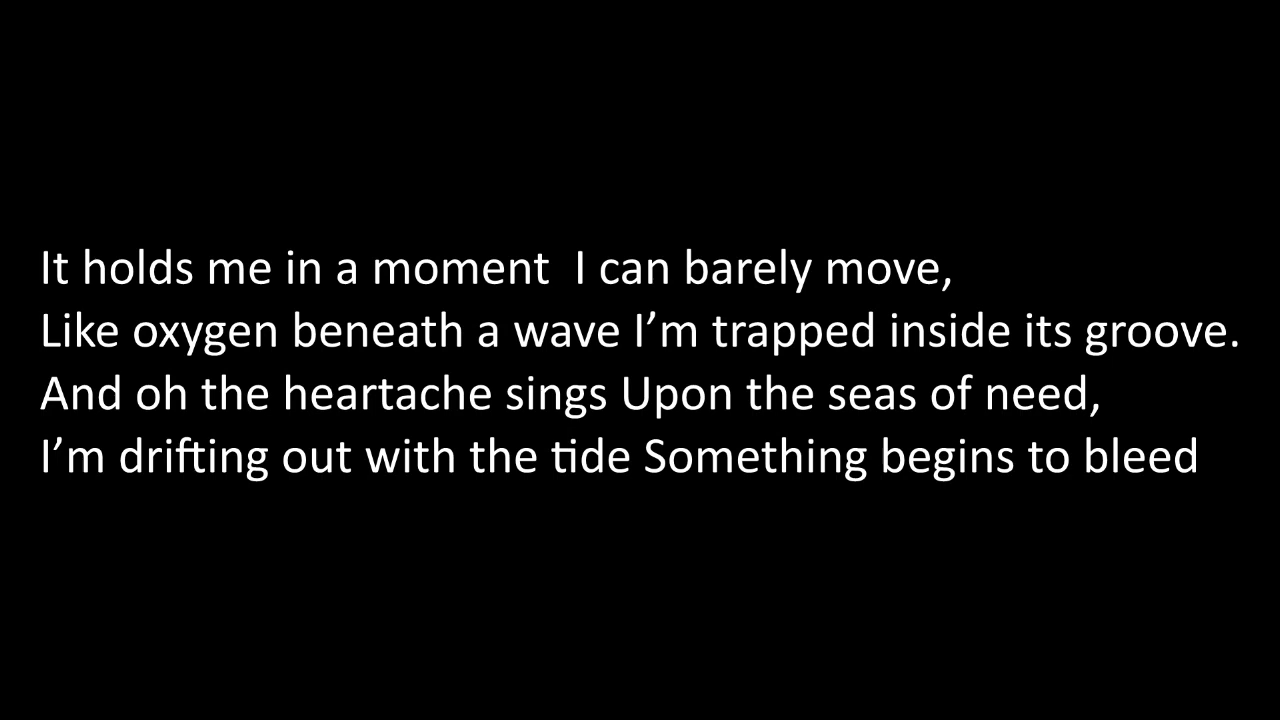 It holds me in a moment  I can barely move,
Like oxygen beneath a wave I’m trapped inside its groove.
And oh the heartache sings Upon the seas of need,
I’m drifting out with the tide Something begins to bleed